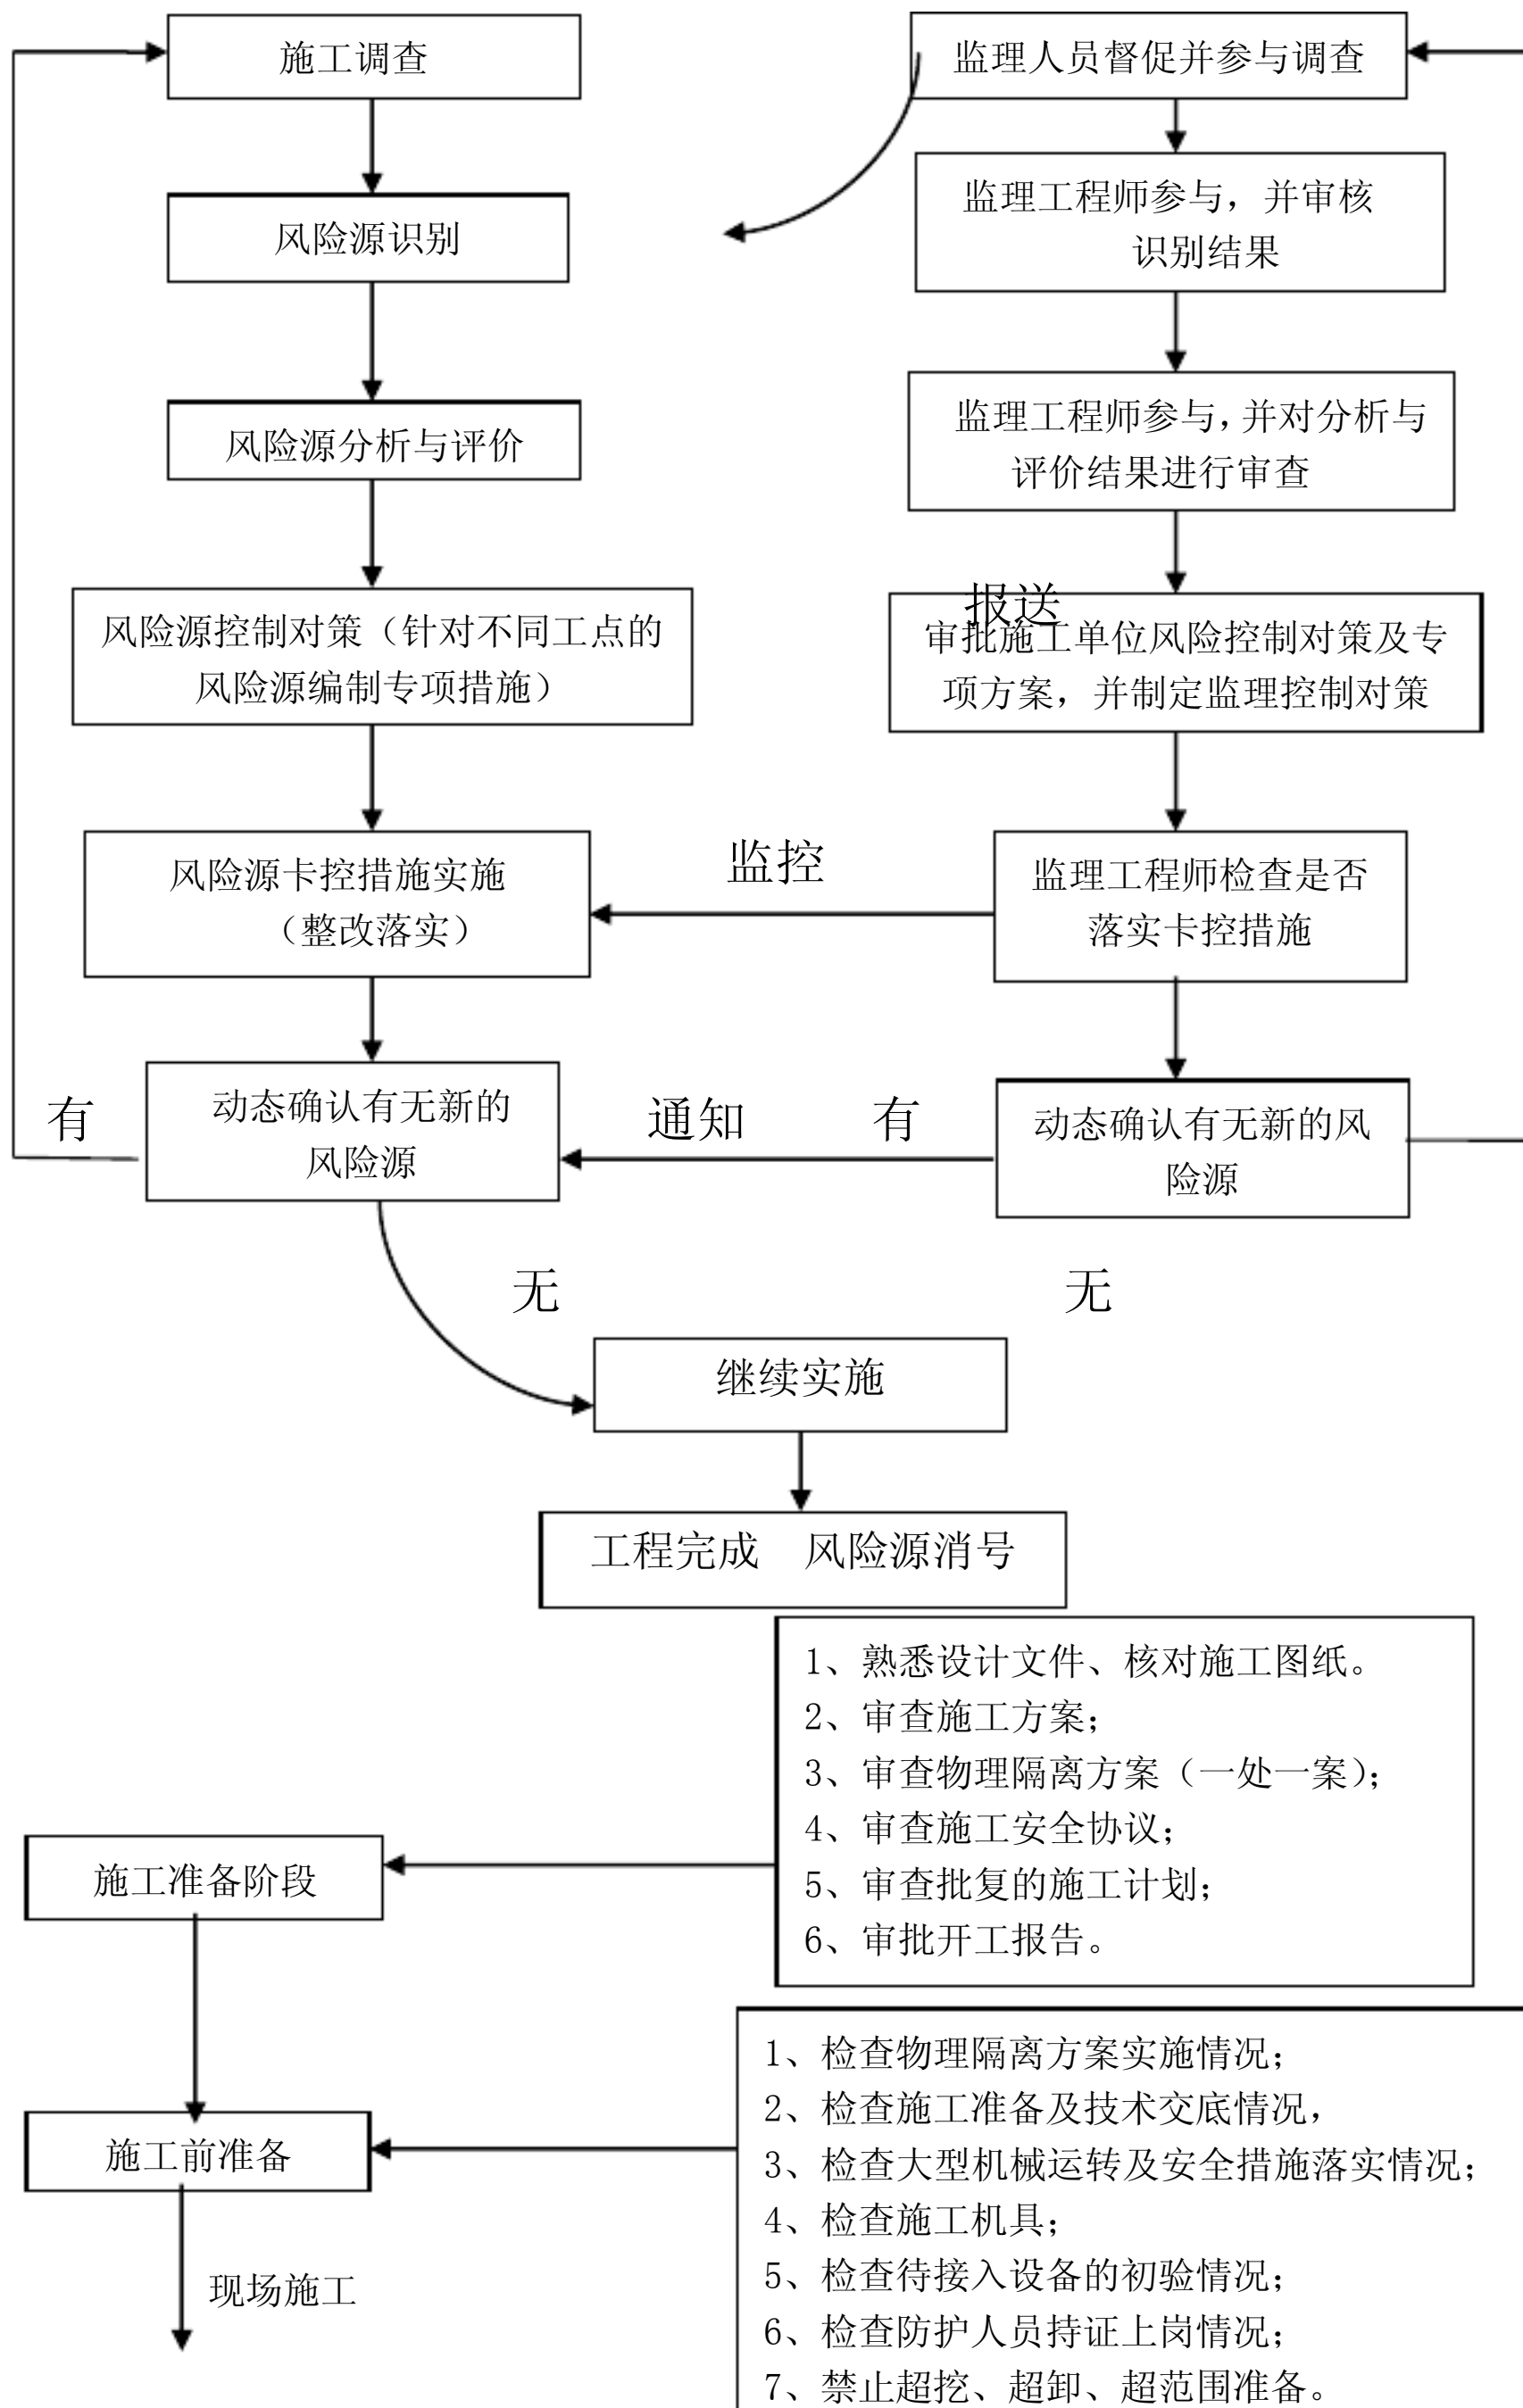 施工调查
监理人员督促并参与调查
监理工程师参与，并审核
识别结果
风险源识别
监理工程师参与，并对分析与
评价结果进行审查
风险源分析与评价
报送
风险源控制对策（针对不同工点的
风险源编制专项措施）
审批施工单位风险控制对策及专
项方案，并制定监理控制对策
风险源卡控措施实施
（整改落实）
监控
监理工程师检查是否
落实卡控措施
有
动态确认有无新的
风险源
通知
有
动态确认有无新的风
险源
无
无
继续实施
工程完成 风险源消号
1、熟悉设计文件、核对施工图纸。
2、审查施工方案；
3、审查物理隔离方案（一处一案）；
4、审查施工安全协议；
5、审查批复的施工计划；
6、审批开工报告。
施工准备阶段
1、检查物理隔离方案实施情况；
2、检查施工准备及技术交底情况，
3、检查大型机械运转及安全措施落实情况；
4、检查施工机具；
5、检查待接入设备的初验情况；
6、检查防护人员持证上岗情况；
7、禁止超挖、超卸、超范围准备。
施工前准备
现场施工